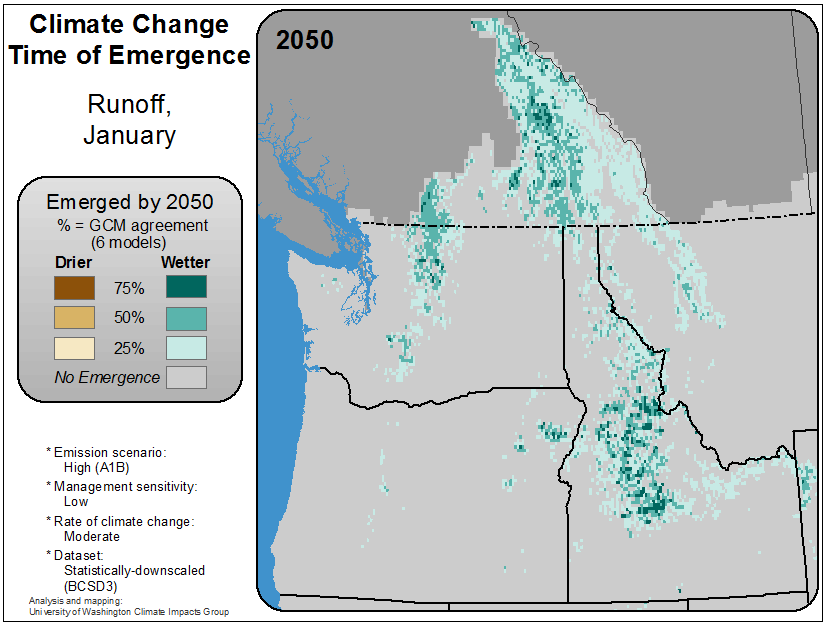 Climate Change
Time of Emergence
Runoff,
January
2050
Emerged by 2050
% = GCM agreement
(6 models)
Drier Wetter
75%
50%
25%
No Emergence
* Emission scenario:
High (A1B)
* Management sensitivity:
Low
* Rate of climate change:
Moderate
* Dataset:
Statistically-downscaled
(BCSD3)
Analysis and mapping:
University of Washington Climate Impacts Group